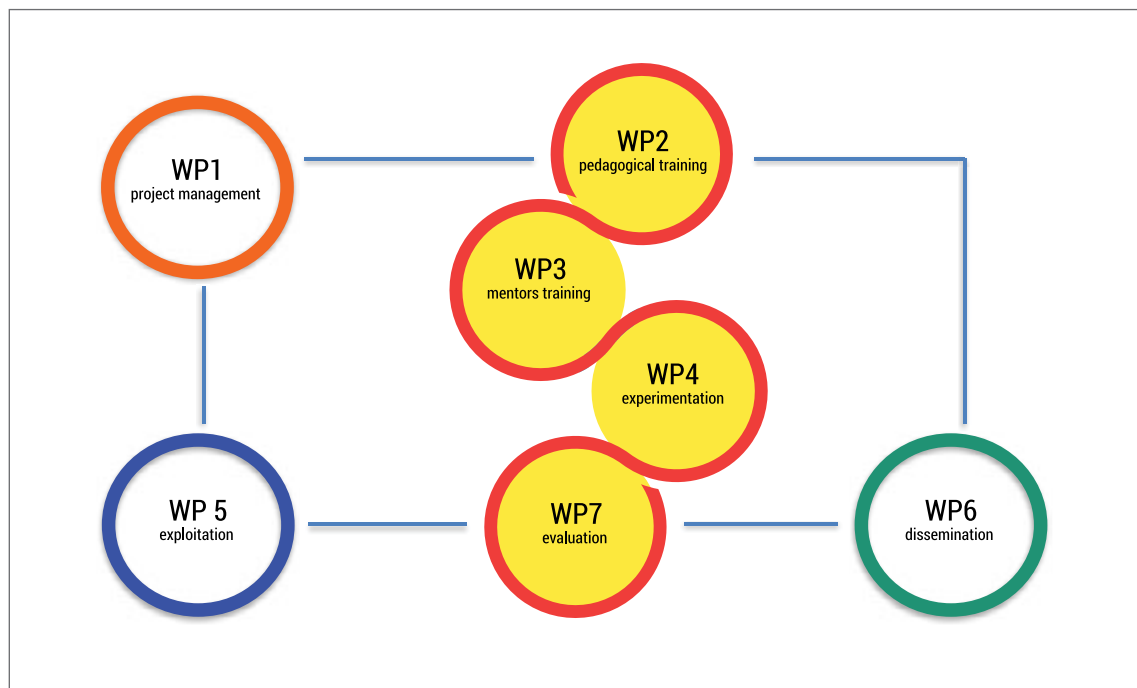 WP1
project management
WP2
pedagogical training
WP3
mentors training
WP4
experimentation
WP 5
exploitation
WP7
evaluation
WP6
dissemination